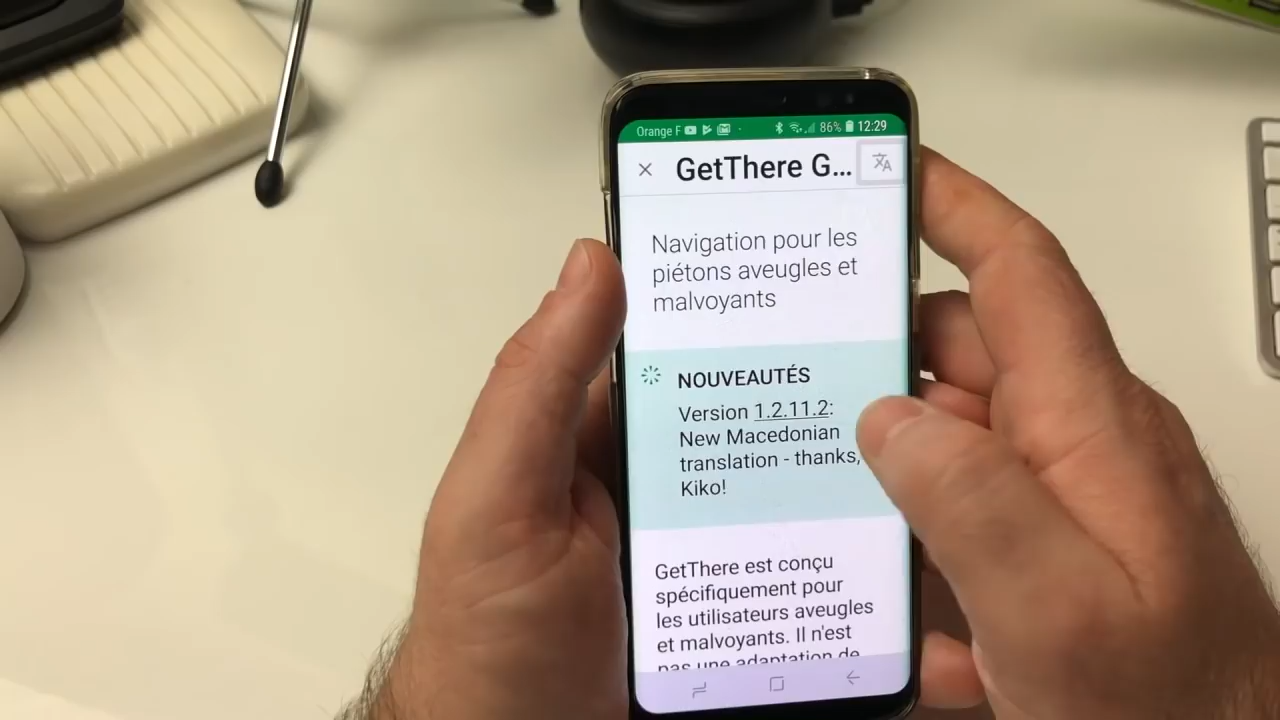 Orange F 86% 12:29
GetThere G...
Navigation pour les
piétons aveugles et
malvoyants
NOUVEAUTÉS
Version 1.2.11.2:
New Macedonian
translation - thanks,
Kiko!
GetThere est conçu
spécifiquement pour
les utilisateurs aveugles
et malvoyants. Il n'est
pas une adaptation de